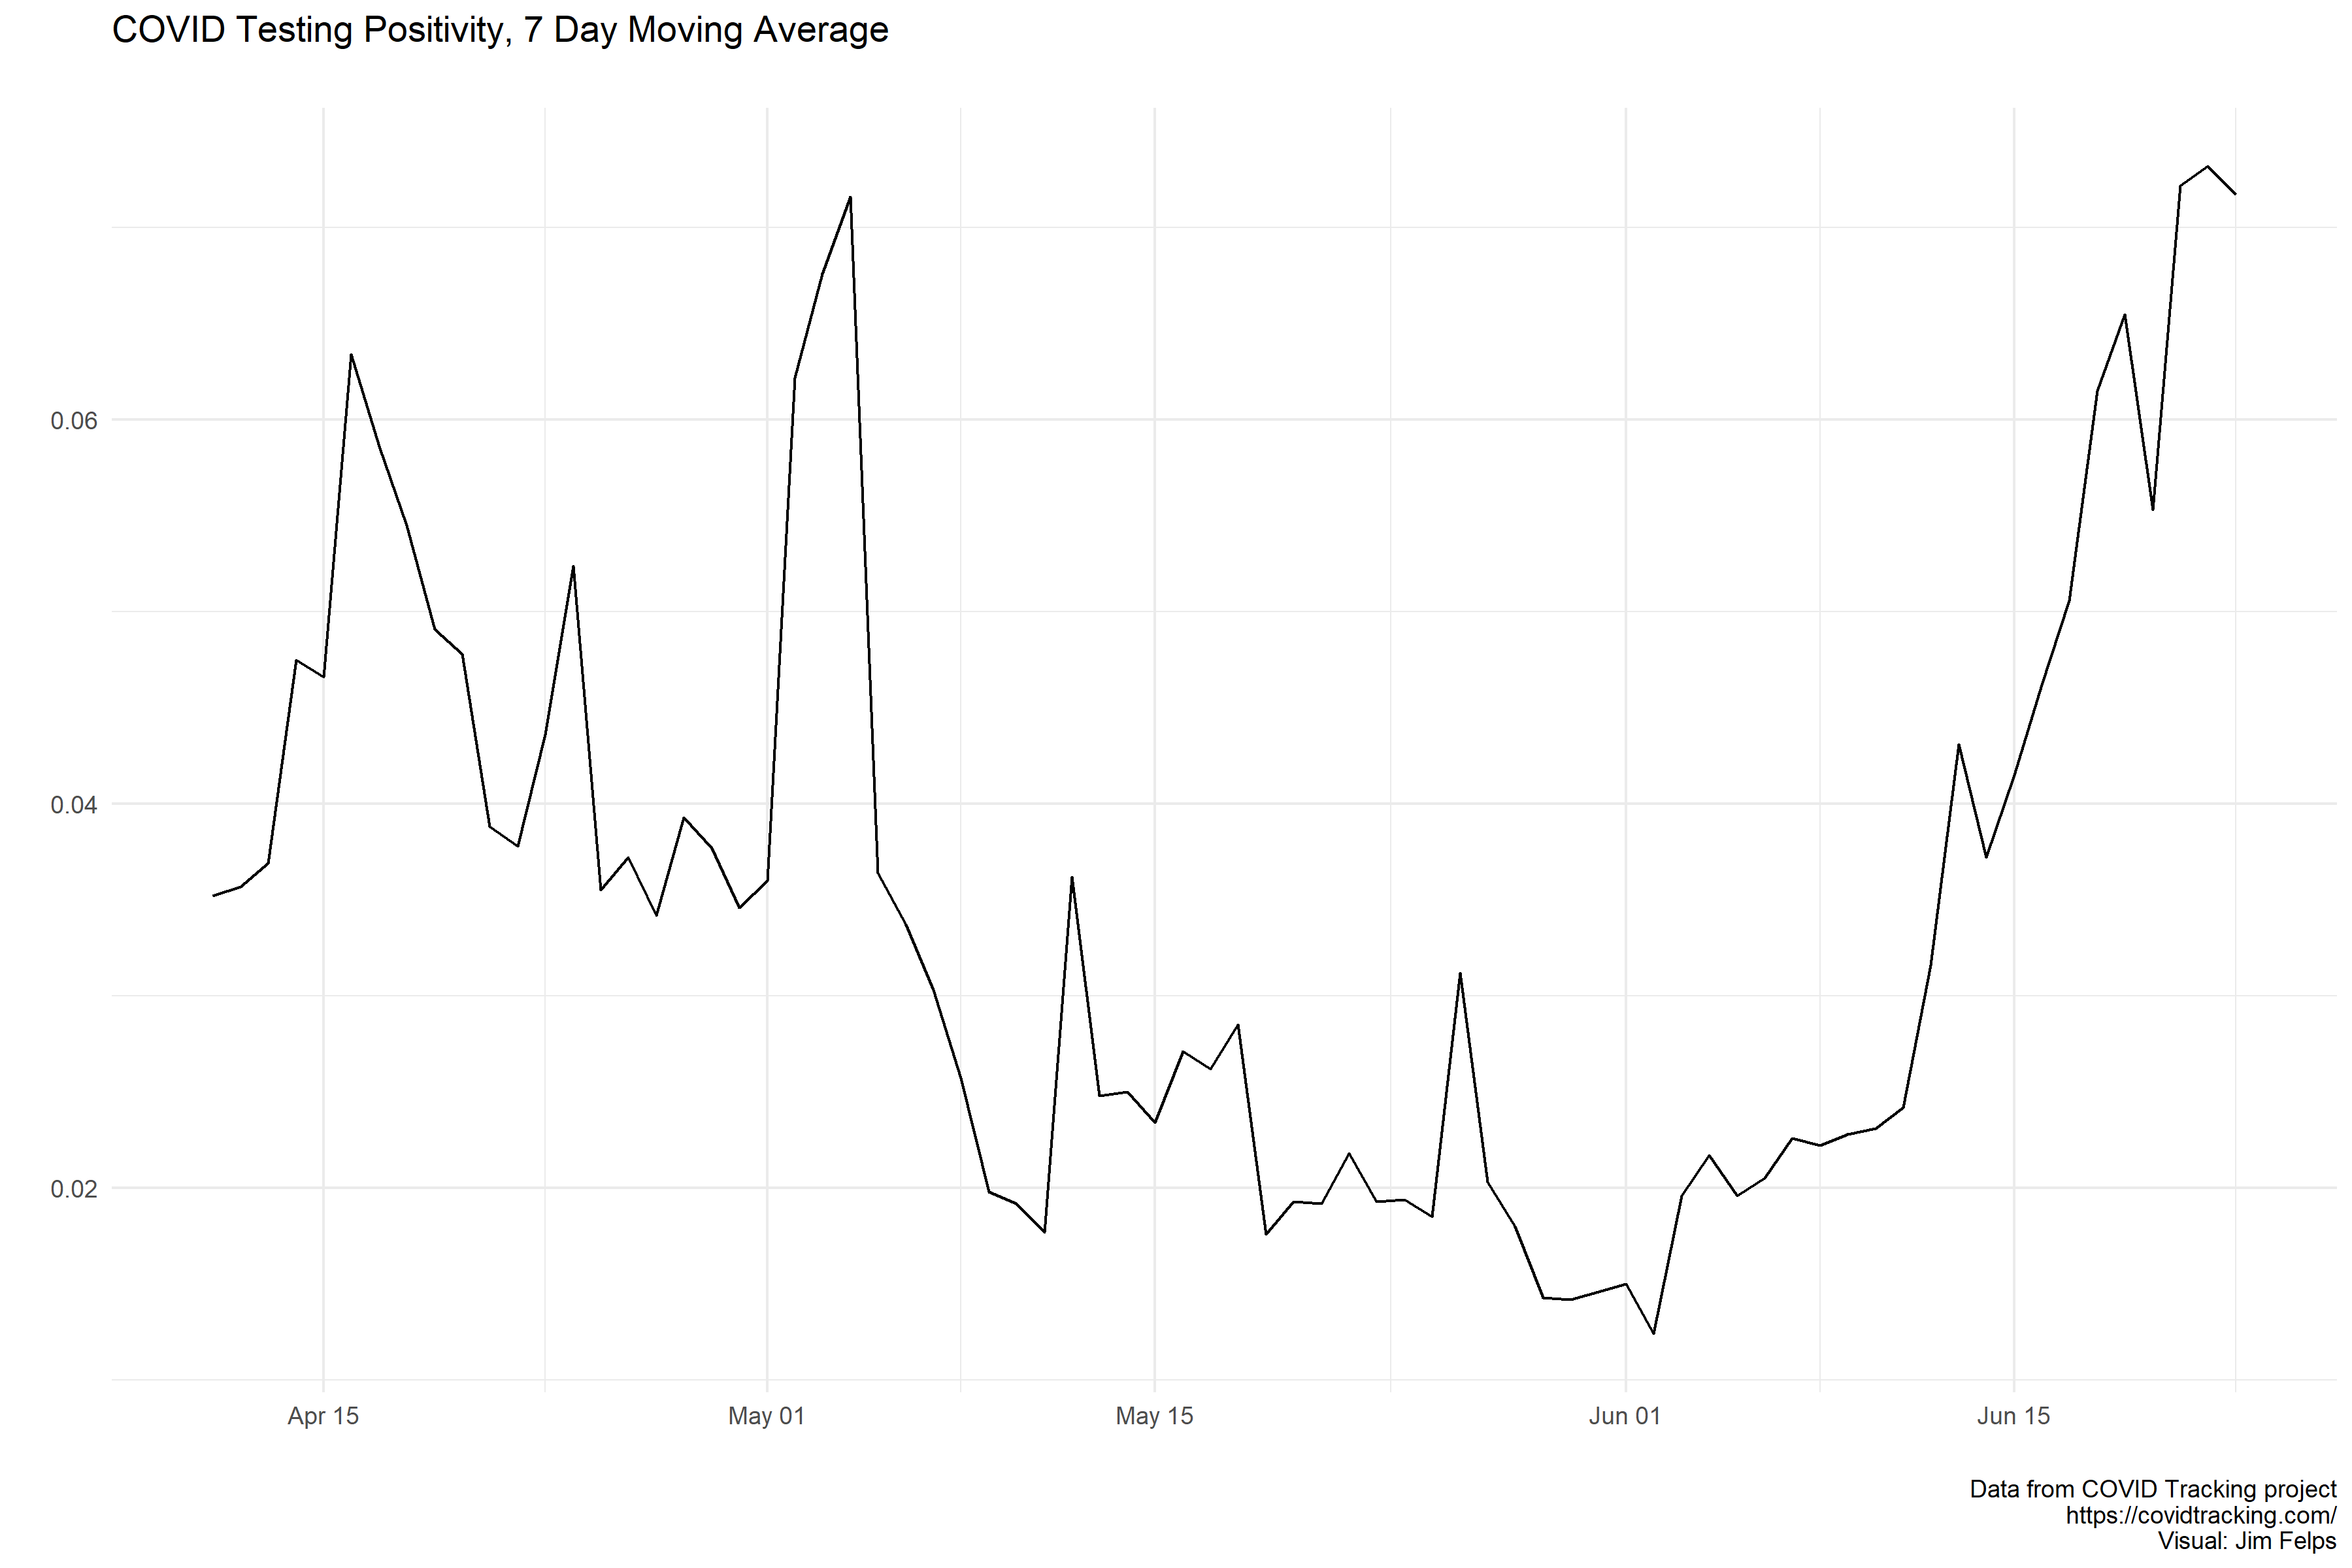 COVID Testing Positivity, 7 Day Moving Average
0.06
0.04
0.02
Apr 15
May 01
May 15
Jun 01
Jun 15
Data from COVID Tracking project
https://covidtracking.com/
Visual: Jim Felps